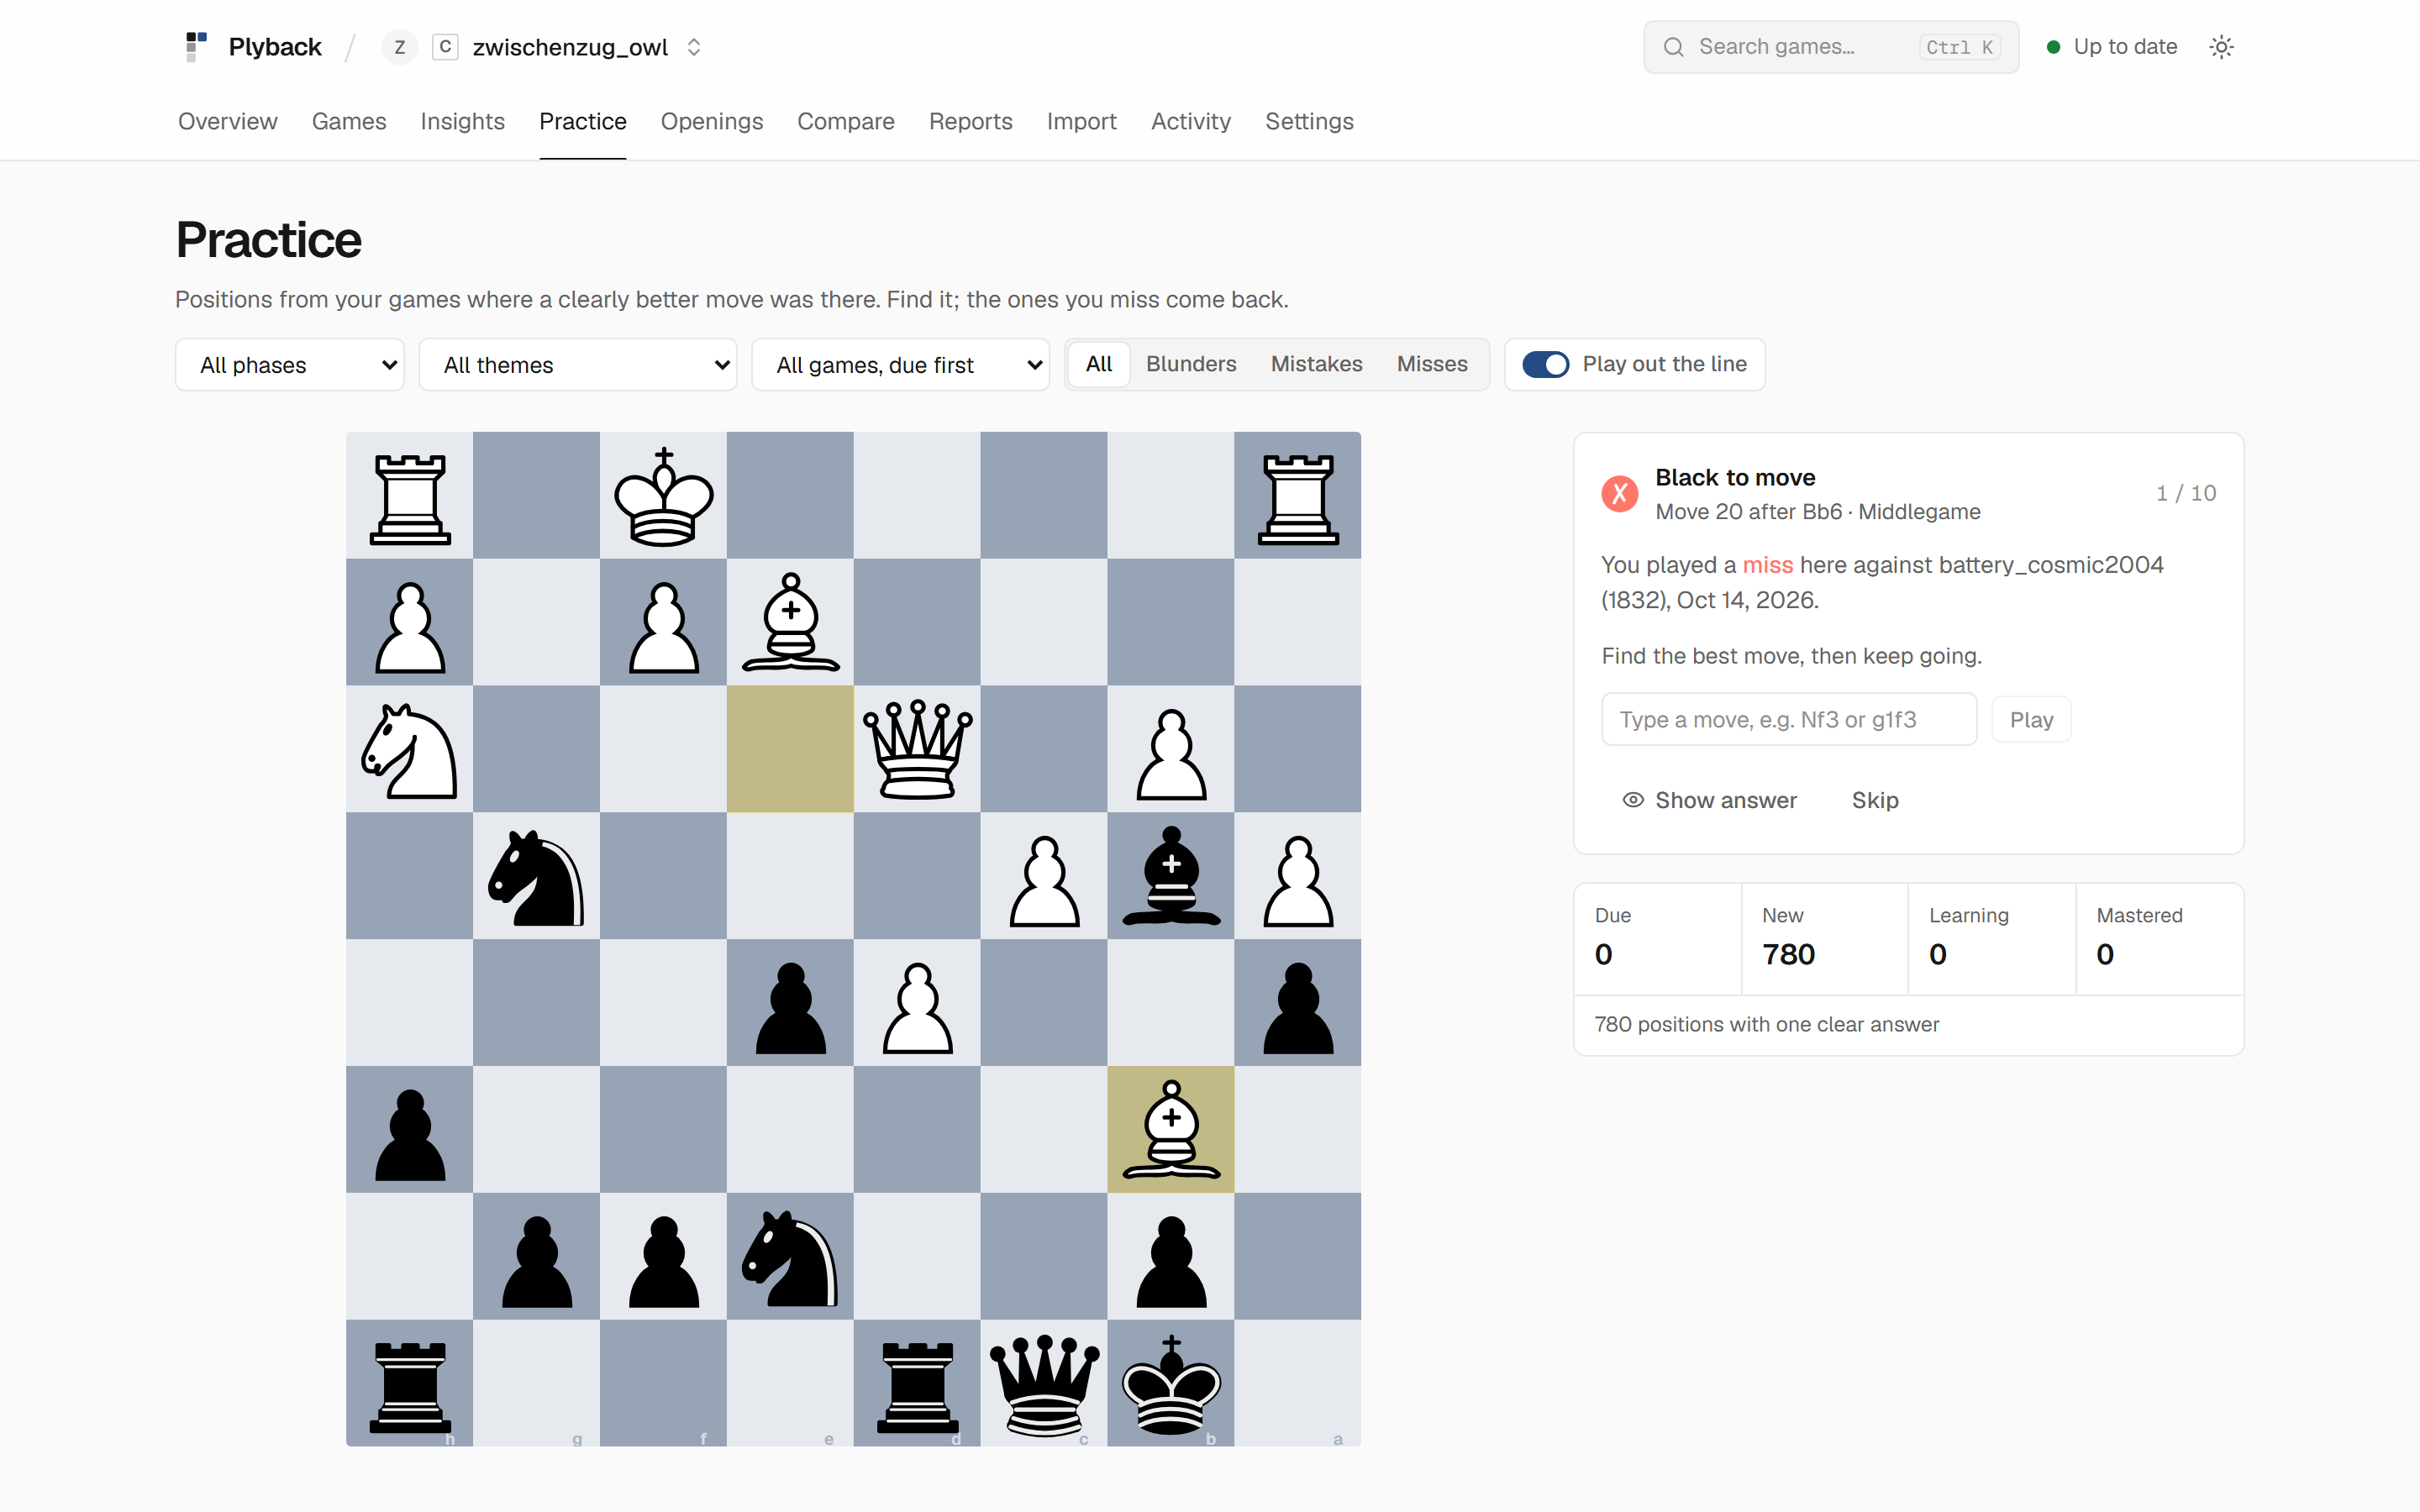 Plyback / Z C zwischenzug_owl Search games... Ctrl K Up to date
Overview Games Insights Practice Openings Compare Reports Import Activity Settings
Practice
Positions from your games where a clearly better move was there. Find it; the ones you miss come back.
All phases All themes All games, due first All Blunders Mistakes Misses Play out the line
Black to move
Move 20 after Bb6 · Middlegame
1 / 10
You played a miss here against battery_cosmic2004
(1832), Oct 14, 2026.
Find the best move, then keep going.
Type a move, e.g. Nf3 or g1f3 Play
Show answer Skip
Due New Learning Mastered
0 780 0 0
780 positions with one clear answer
h g f e d c b a